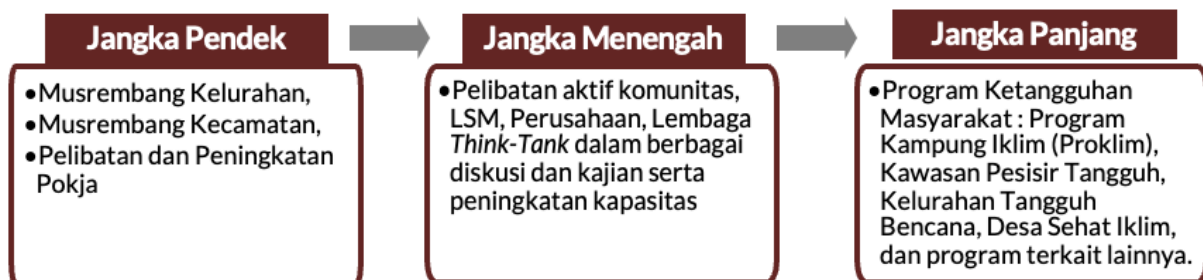 Jangka Pendek
•Musrembang Kelurahan,
•Musrembang Kecamatan,
•Pelibatan dan Peningkatan
Pokja
Jangka Menengah
•Pelibatan aktif komunitas,
LSM, Perusahaan, Lembaga
Think-Tank dalam berbagai
diskusi dan kajian serta
peningkatan kapasitas
Jangka Panjang
•Program Ketangguhan
Masyarakat : Program
Kampung Iklim (Proklim),
Kawasan Pesisir Tangguh,
Kelurahan Tangguh
Bencana, Desa Sehat Iklim,
dan program terkait lainnya.